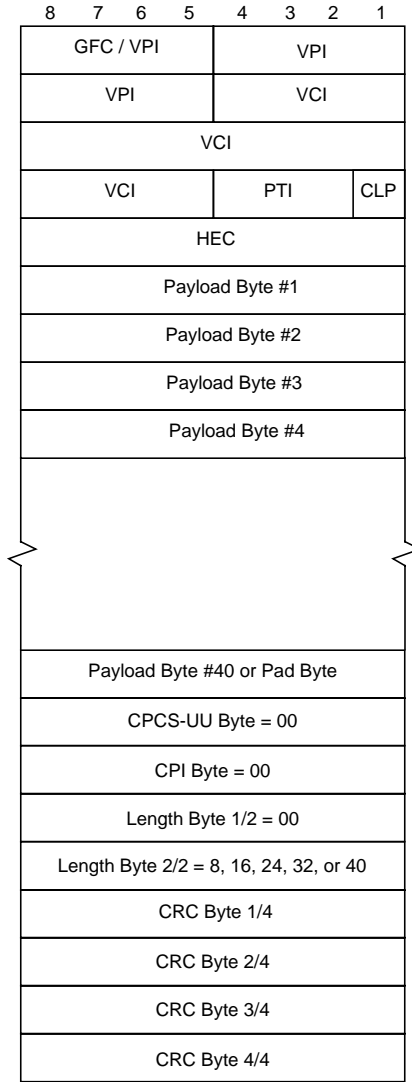 8 7 6 5 4 3 2 1
GFC / VPI VPI
VPI VCI
VCI
VCI PTI CLP
HEC
Payload Byte #1
Payload Byte #2
Payload Byte #3
Payload Byte #4
Payload Byte #40 or Pad Byte
CPCS-UU Byte = 00
CPI Byte = 00
Length Byte 1/2 = 00
Length Byte 2/2 = 8, 16, 24, 32, or 40
CRC Byte 1/4
CRC Byte 2/4
CRC Byte 3/4
CRC Byte 4/4